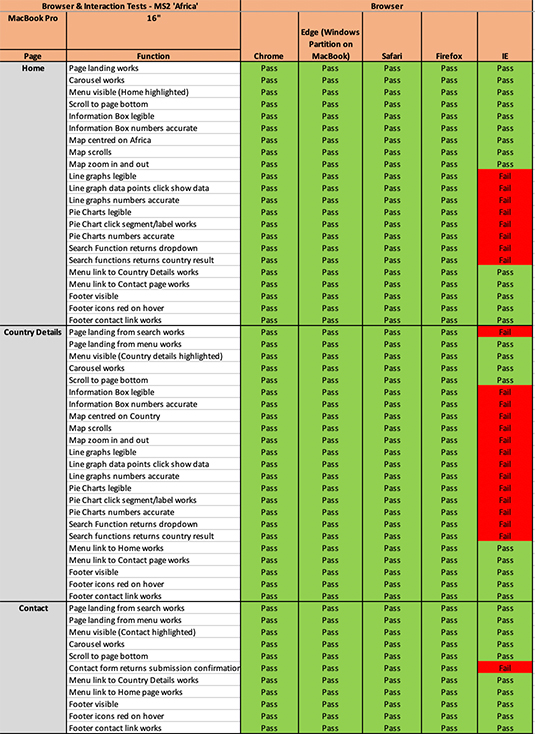 Browser & Interaction Tests - MS2 'Africa' Browser
MacBook Pro 16"
Page Function Chrome Edge (Windows Partition on MacBook) Safari Firefox IE
Home Page landing works Pass Pass Pass Pass Pass
Carousel works Pass Pass Pass Pass Pass
Menu visible (Home highlighted) Pass Pass Pass Pass Pass
Scroll to page bottom Pass Pass Pass Pass Pass
Information Box legible Pass Pass Pass Pass Pass
Information Box numbers accurate Pass Pass Pass Pass Pass
Map centred on Africa Pass Pass Pass Pass Pass
Map scrolls Pass Pass Pass Pass Pass
Map zoom in and out Pass Pass Pass Pass Pass
Line graphs legible Pass Pass Pass Pass Fail
Line graph data points click show data Pass Pass Pass Pass Fail
Line graphs numbers accurate Pass Pass Pass Pass Fail
Pie Charts legible Pass Pass Pass Pass Fail
Pie Chart click segment/label works Pass Pass Pass Pass Fail
Pie Charts numbers accurate Pass Pass Pass Pass Fail
Search Function returns dropdown Pass Pass Pass Pass Fail
Search functions returns country result Pass Pass Pass Pass Fail
Menu link to Country Details works Pass Pass Pass Pass Pass
Menu link to Contact page works Pass Pass Pass Pass Pass
Footer visible Pass Pass Pass Pass Pass
Footer icons red on hover Pass Pass Pass Pass Pass
Footer contact link works Pass Pass Pass Pass Pass
Country Details Page landing from search works Pass Pass Pass Pass Fail
Page landing from menu works Pass Pass Pass Pass Pass
Menu visible (Country details highlighted) Pass Pass Pass Pass Pass
Carousel works Pass Pass Pass Pass Pass
Scroll to page bottom Pass Pass Pass Pass Pass
Information Box legible Pass Pass Pass Pass Fail
Information Box numbers accurate Pass Pass Pass Pass Fail
Map centred on Country Pass Pass Pass Pass Fail
Map scrolls Pass Pass Pass Pass Fail
Map zoom in and out Pass Pass Pass Pass Fail
Line graphs legible Pass Pass Pass Pass Fail
Line graph data points click show data Pass Pass Pass Pass Fail
Line graphs numbers accurate Pass Pass Pass Pass Fail
Pie Charts legible Pass Pass Pass Pass Fail
Pie Chart click segment/label works Pass Pass Pass Pass Fail
Pie Charts numbers accurate Pass Pass Pass Pass Fail
Search Function returns dropdown Pass Pass Pass Pass Fail
Search functions returns country result Pass Pass Pass Pass Fail
Menu link to Home works Pass Pass Pass Pass Pass
Menu link to Contact page works Pass Pass Pass Pass Pass
Footer visible Pass Pass Pass Pass Pass
Footer icons red on hover Pass Pass Pass Pass Pass
Footer contact link works Pass Pass Pass Pass Pass
Contact Page landing from search works Pass Pass Pass Pass Pass
Page landing from menu works Pass Pass Pass Pass Pass
Menu visible (Contact highlighted) Pass Pass Pass Pass Pass
Carousel works Pass Pass Pass Pass Pass
Scroll to page bottom Pass Pass Pass Pass Pass
Contact form returns submission confirmation Pass Pass Pass Pass Fail
Menu link to Country Details works Pass Pass Pass Pass Pass
Menu link to Home page works Pass Pass Pass Pass Pass
Footer visible Pass Pass Pass Pass Pass
Footer icons red on hover Pass Pass Pass Pass Pass
Footer contact link works Pass Pass Pass Pass Pass